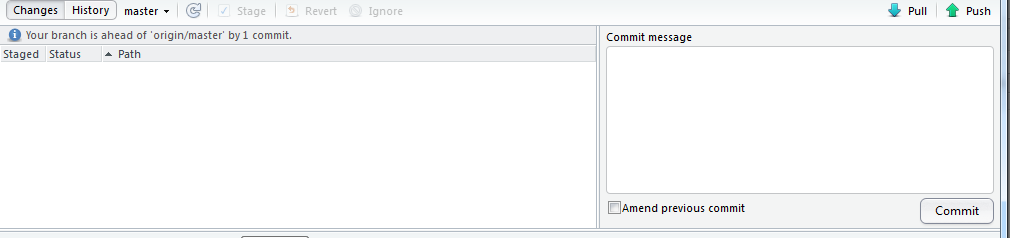 Changes History master Stage Revert Ignore Pull Push
Your branch is ahead of 'origin/master' by 1 commit.
Staged Status Path
Commit message
Amend previous commit
Commit